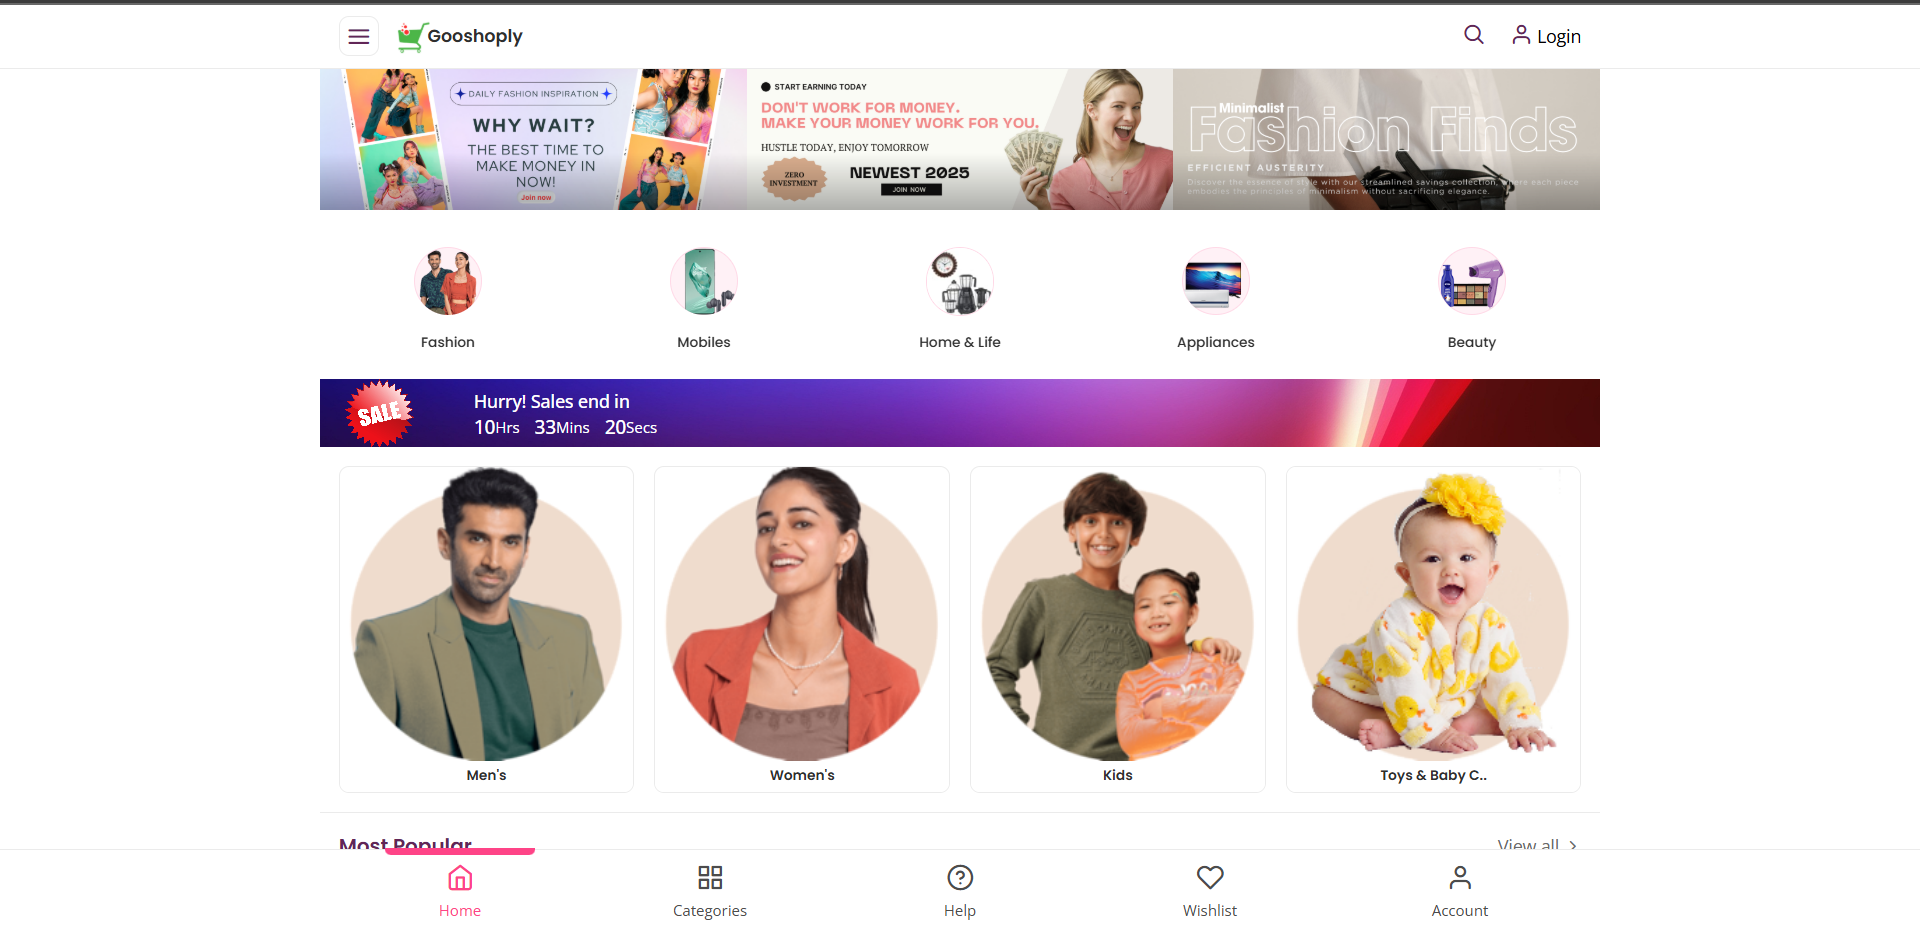 Gooshoply
Login
DAILY FASHION INSPIRATION
WHY WAIT?
THE BEST TIME TO
MAKE MONEY IN
NOW!
Join now
START EARNING TODAY
DON'T WORK FOR MONEY.
MAKE YOUR MONEY WORK FOR YOU.
HUSTLE TODAY, ENJOY TOMORROW
ZERO
INVESTMENT
NEWEST 2025
JOIN NOW
Minimalist
Fashion Finds
EFFICIENT AUSTERITY
Discover the essence of style with our streamlined savings collection, where each piece
embodies the principles of minimalism without sacrificing elegance.
Fashion
Mobiles
Home & Life
Appliances
Beauty
SALE
Hurry! Sales end in
10Hrs 33Mins 20Secs
Men's
Women's
Kids
Toys & Baby C..
Most Popular
View all
Home
Categories
Help
Wishlist
Account